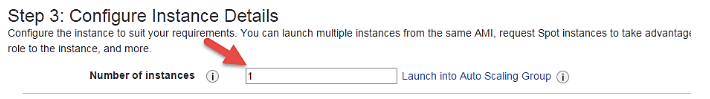 Step 3: Configure Instance Details
Configure the instance to suit your requirements. You can launch multiple instances from the same AMI, request Spot instances to take advantage
role to the instance, and more.
Number of instances i 1 Launch into Auto Scaling Group i